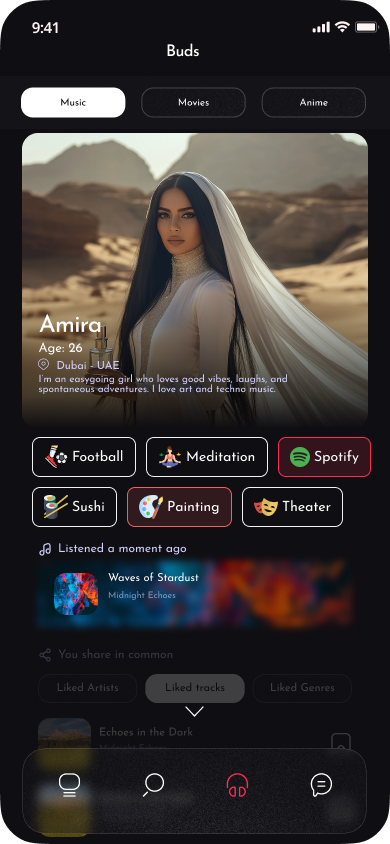 9:41
Buds
Music
Movies
Anime
Amira
Age: 26
Dubai - UAE
I'm an easygoing girl who loves good vibes, laughs, and
spontaneous adventures. I love art and techno music.
Football
Meditation
Spotify
Sushi
Painting
Theater
Listened a moment ago
Waves of Stardust
Midnight Echoes
You share in common
Liked Artists
Liked tracks
Liked Genres
Echoes in the Dark
Midnight Echoes